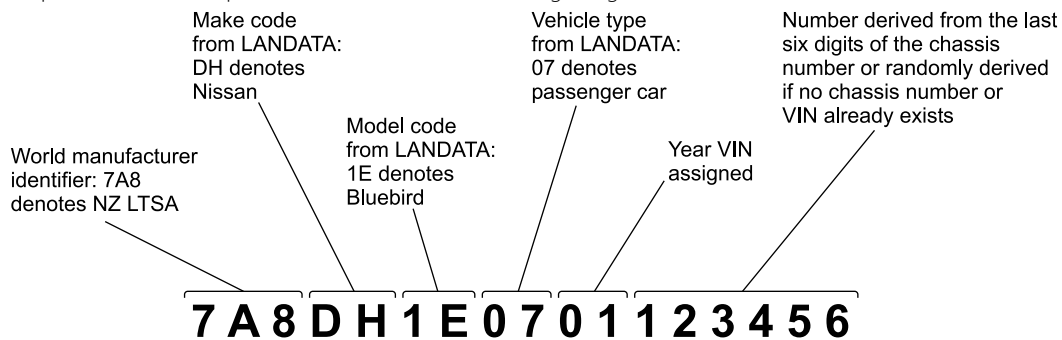 Make code
from LANDATA:
DH denotes
Nissan
Vehicle type
from LANDATA:
07 denotes
passenger car
Number derived from the last
six digits of the chassis
number or randomly derived
if no chassis number or
VIN already exists
World manufacturer
identifier: 7A8
denotes NZ LTSA
Model code
from LANDATA:
1E denotes
Bluebird
Year VIN
assigned
7A8DH1E0701123456